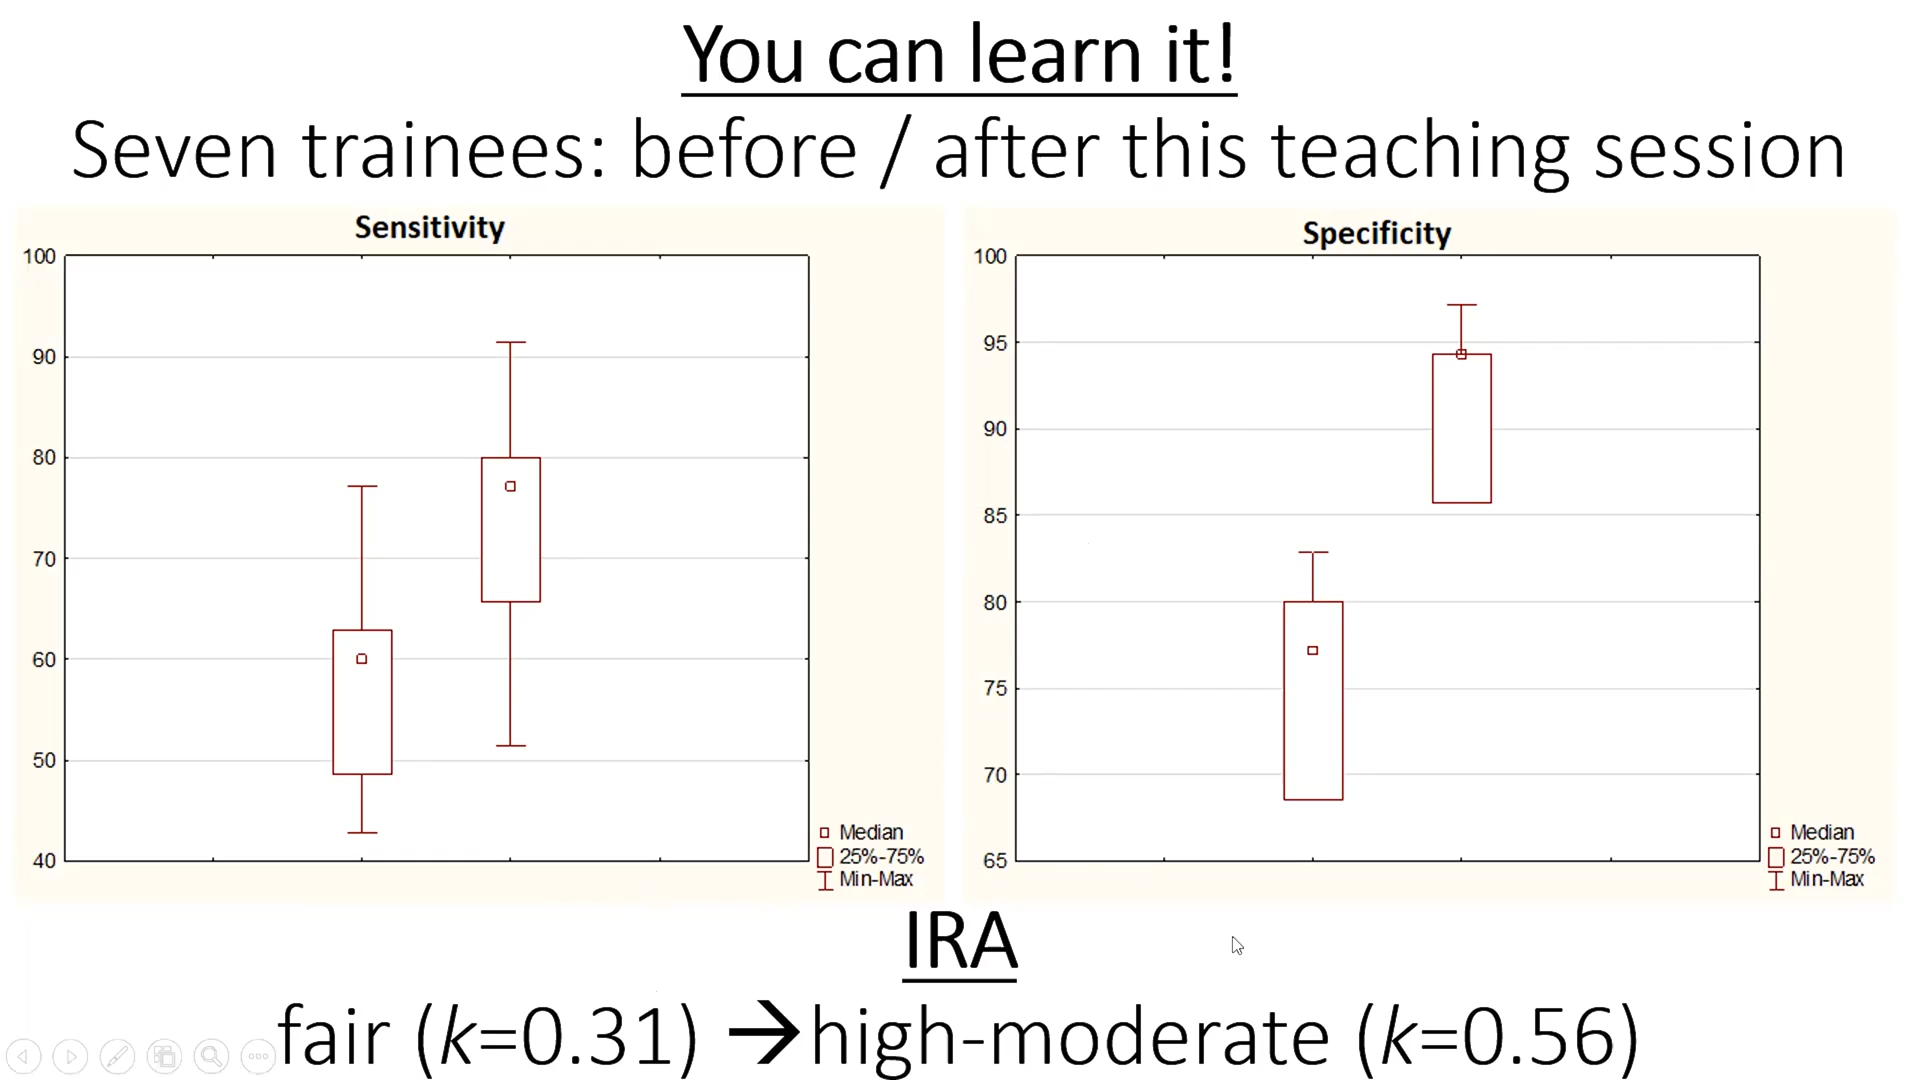 You can learn it!
Seven trainees: before / after this teaching session
Sensitivity
100
90
80
70
60
50
40
Median
25%-75%
Min-Max
Specificity
100
95
90
85
80
75
70
65
Median
25%-75%
Min-Max
IRA
fair (k=0.31) →high-moderate (k=0.56)